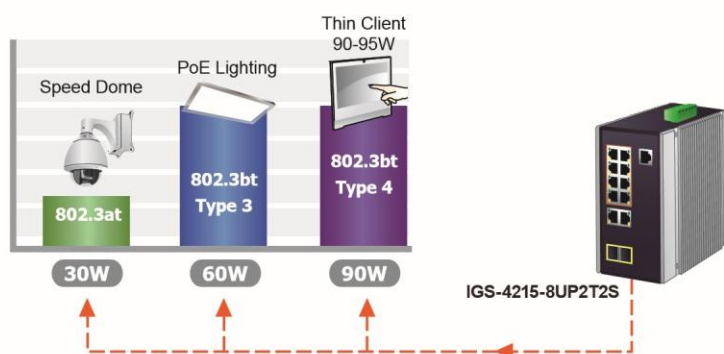 Thin Client
90-95W
PoE Lighting
Speed Dome
802.3at
802.3bt
Type 3
802.3bt
Type 4
30W
60W
90W
IGS-4215-8UP2T2S